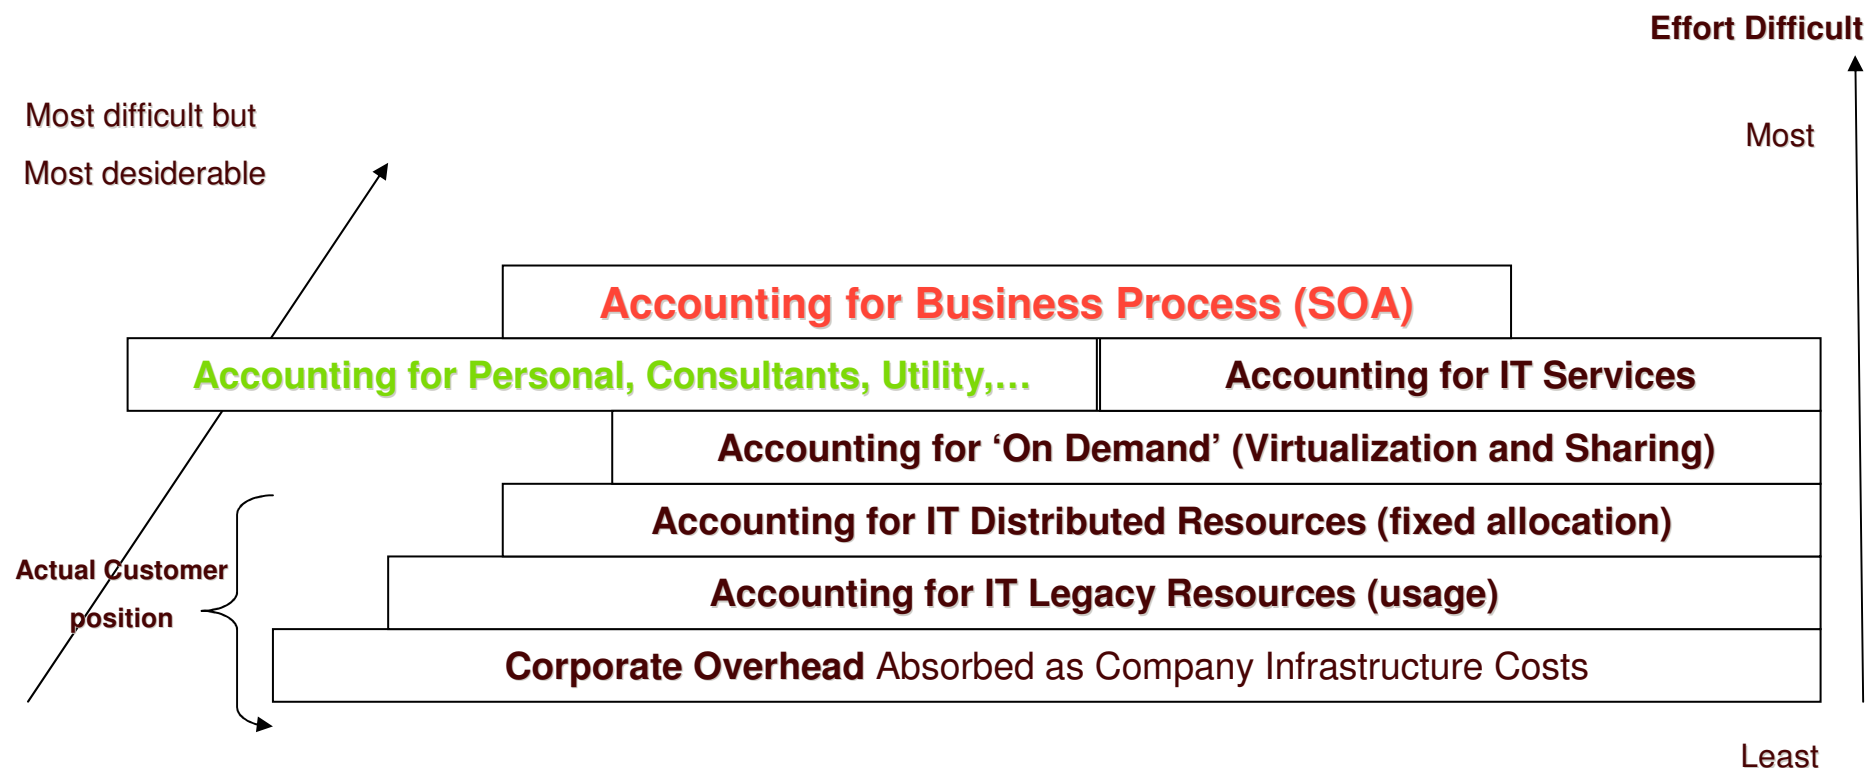 Effort Difficult
Most difficult but
Most
Most desiderable
Accounting for Business Process (SOA)
Accounting for Personal, Consultants, Utility,…
Accounting for IT Services
Accounting for ‘On Demand’ (Virtualization and Sharing)
Accounting for IT Distributed Resources (fixed allocation)
Actual Customer
position
Accounting for IT Legacy Resources (usage)
Corporate Overhead Absorbed as Company Infrastructure Costs
Least